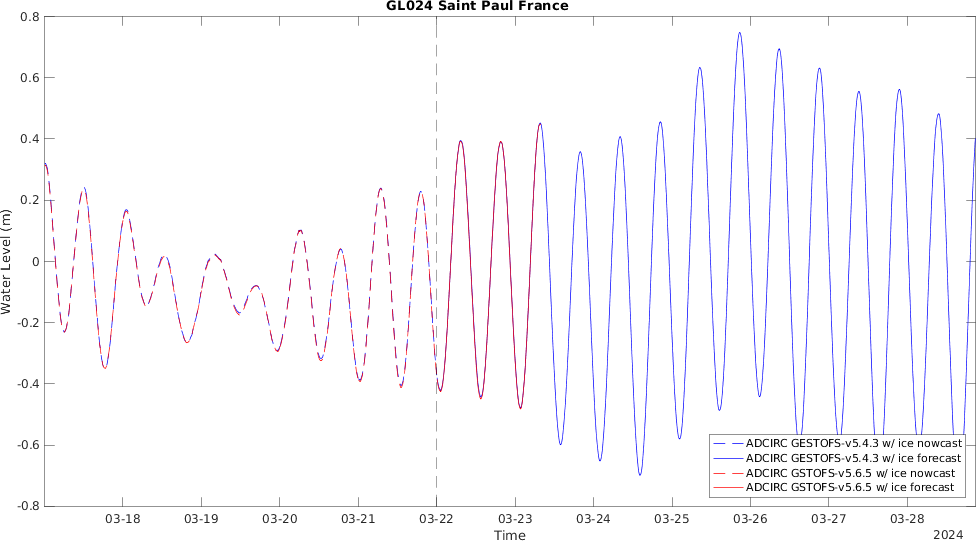 GL024 Saint Paul France
0.8
0.6
0.4
0.2
0
-0.2
-0.4
-0.6
-0.8
Water Level (m)
ADCIRC GESTOFS-v5.4.3 w/ ice nowcast
ADCIRC GESTOFS-v5.4.3 w/ ice forecast
ADCIRC GSTOFS-v5.6.5 w/ ice nowcast
ADCIRC GSTOFS-v5.6.5 w/ ice forecast
03-18 03-19 03-20 03-21 03-22 03-23 03-24 03-25 03-26 03-27 03-28
Time
2024